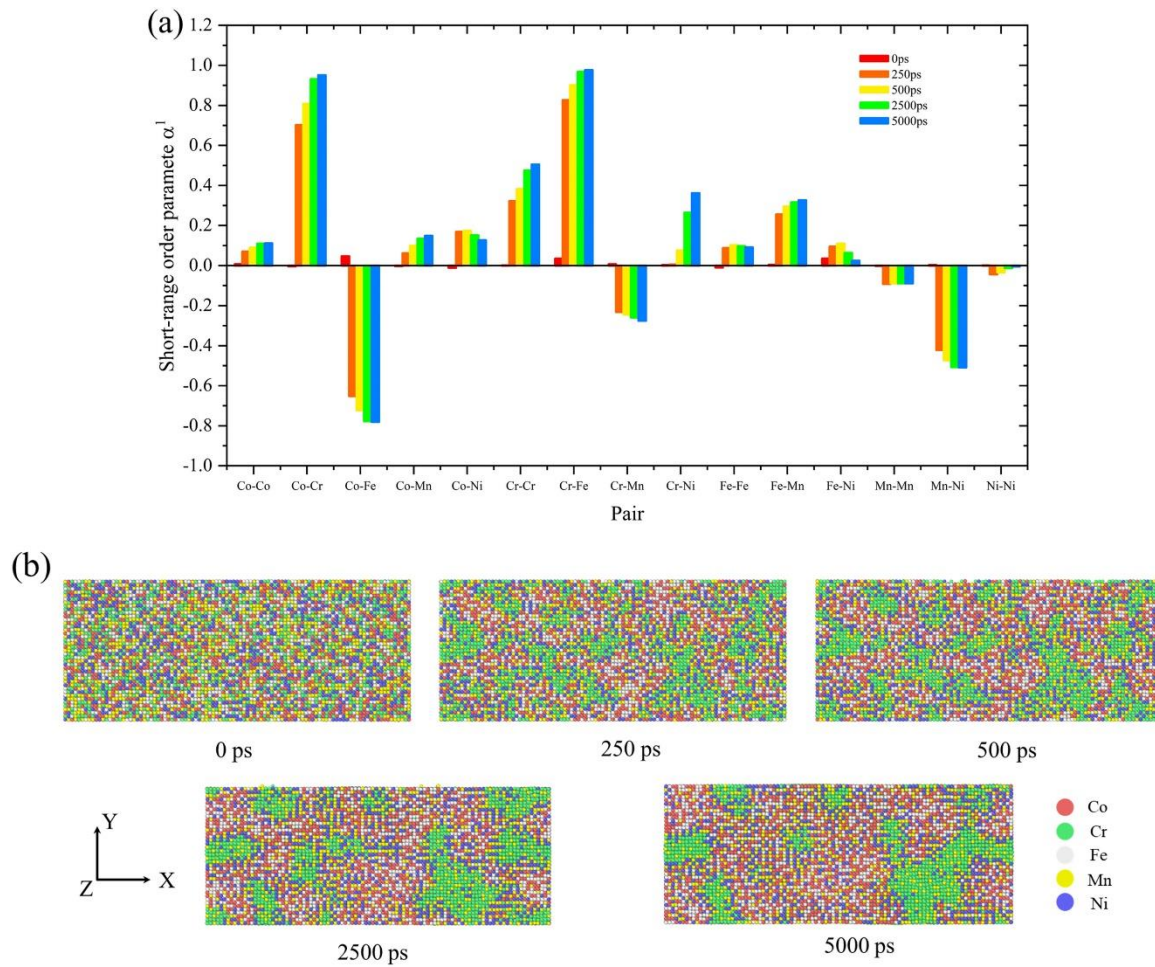 (a)
1.2
1.0
0.8
0.6
0.4
0.2
0.0
-0.2
-0.4
-0.6
-0.8
-1.0
Short-range order paramete α¹
0ps
250ps
500ps
2500ps
5000ps
Co-Co Co-Cr Co-Fe Co-Mn Co-Ni Cr-Cr Cr-Fe Cr-Mn Cr-Ni Fe-Fe Fe-Mn Fe-Ni Mn-Mn Mn-Ni Ni-Ni
Pair
(b)
0 ps 250 ps 500 ps
Y
Z X
2500 ps 5000 ps
Co
Cr
Fe
Mn
Ni